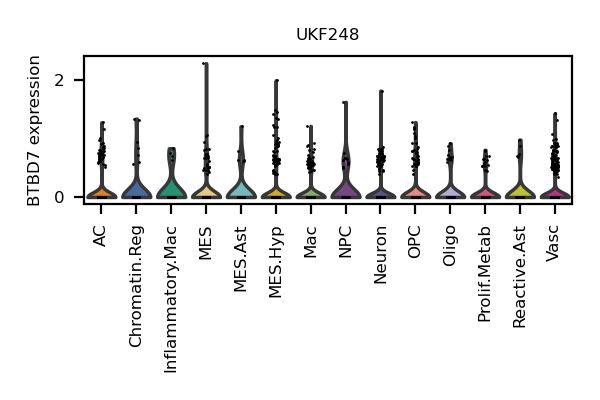 UKF248
BTBD7 expression
2
0
AC
Chromatin.Reg
Inflammatory.Mac
MES
MES.Ast
MES.Hyp
Mac
NPC
Neuron
OPC
Oligo
Prolif.Metab
Reactive.Ast
Vasc